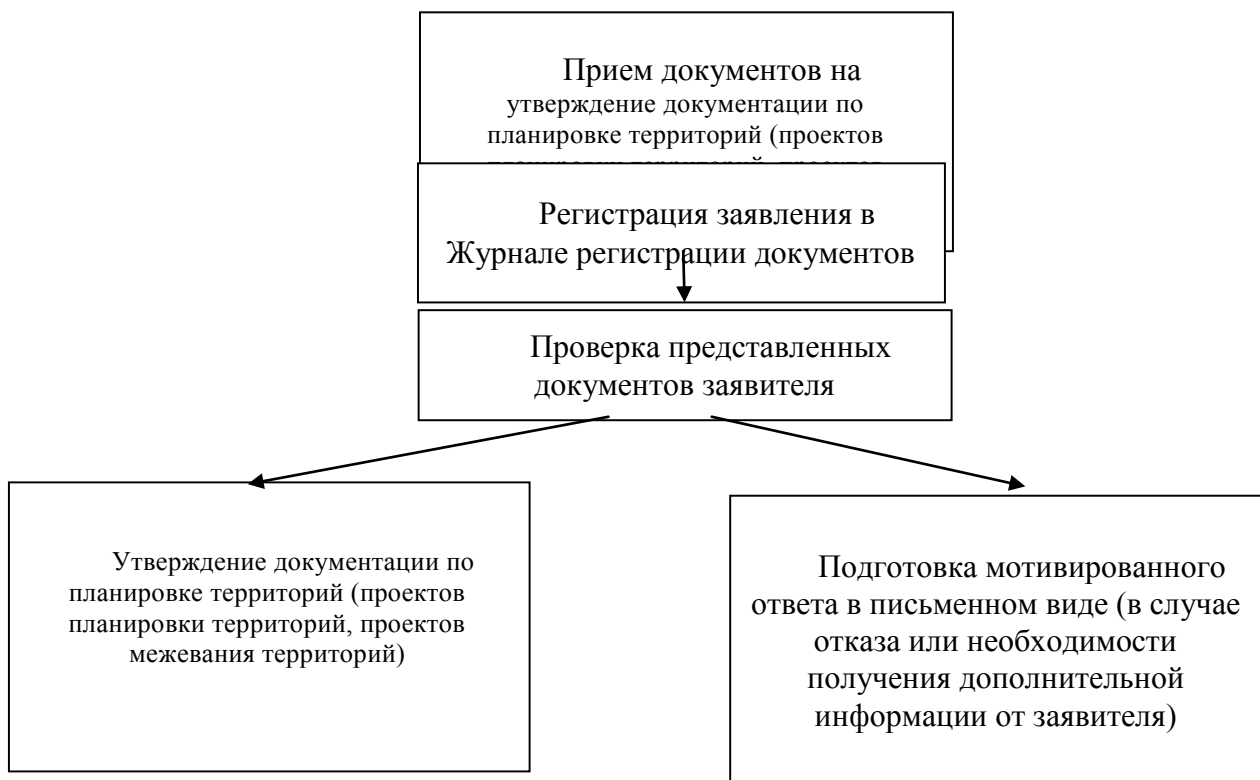 Прием документов на
утверждение документации по
планировке территорий (проектов
Регистрация заявления в
Журнале регистрации документов
Проверка представленных
документов заявителя
Утверждение документации по
планировке территорий (проектов
планировки территорий, проектов
межевания территорий)
Подготовка мотивированного
ответа в письменном виде (в случае
отказа или необходимости
получения дополнительной
информации от заявителя)